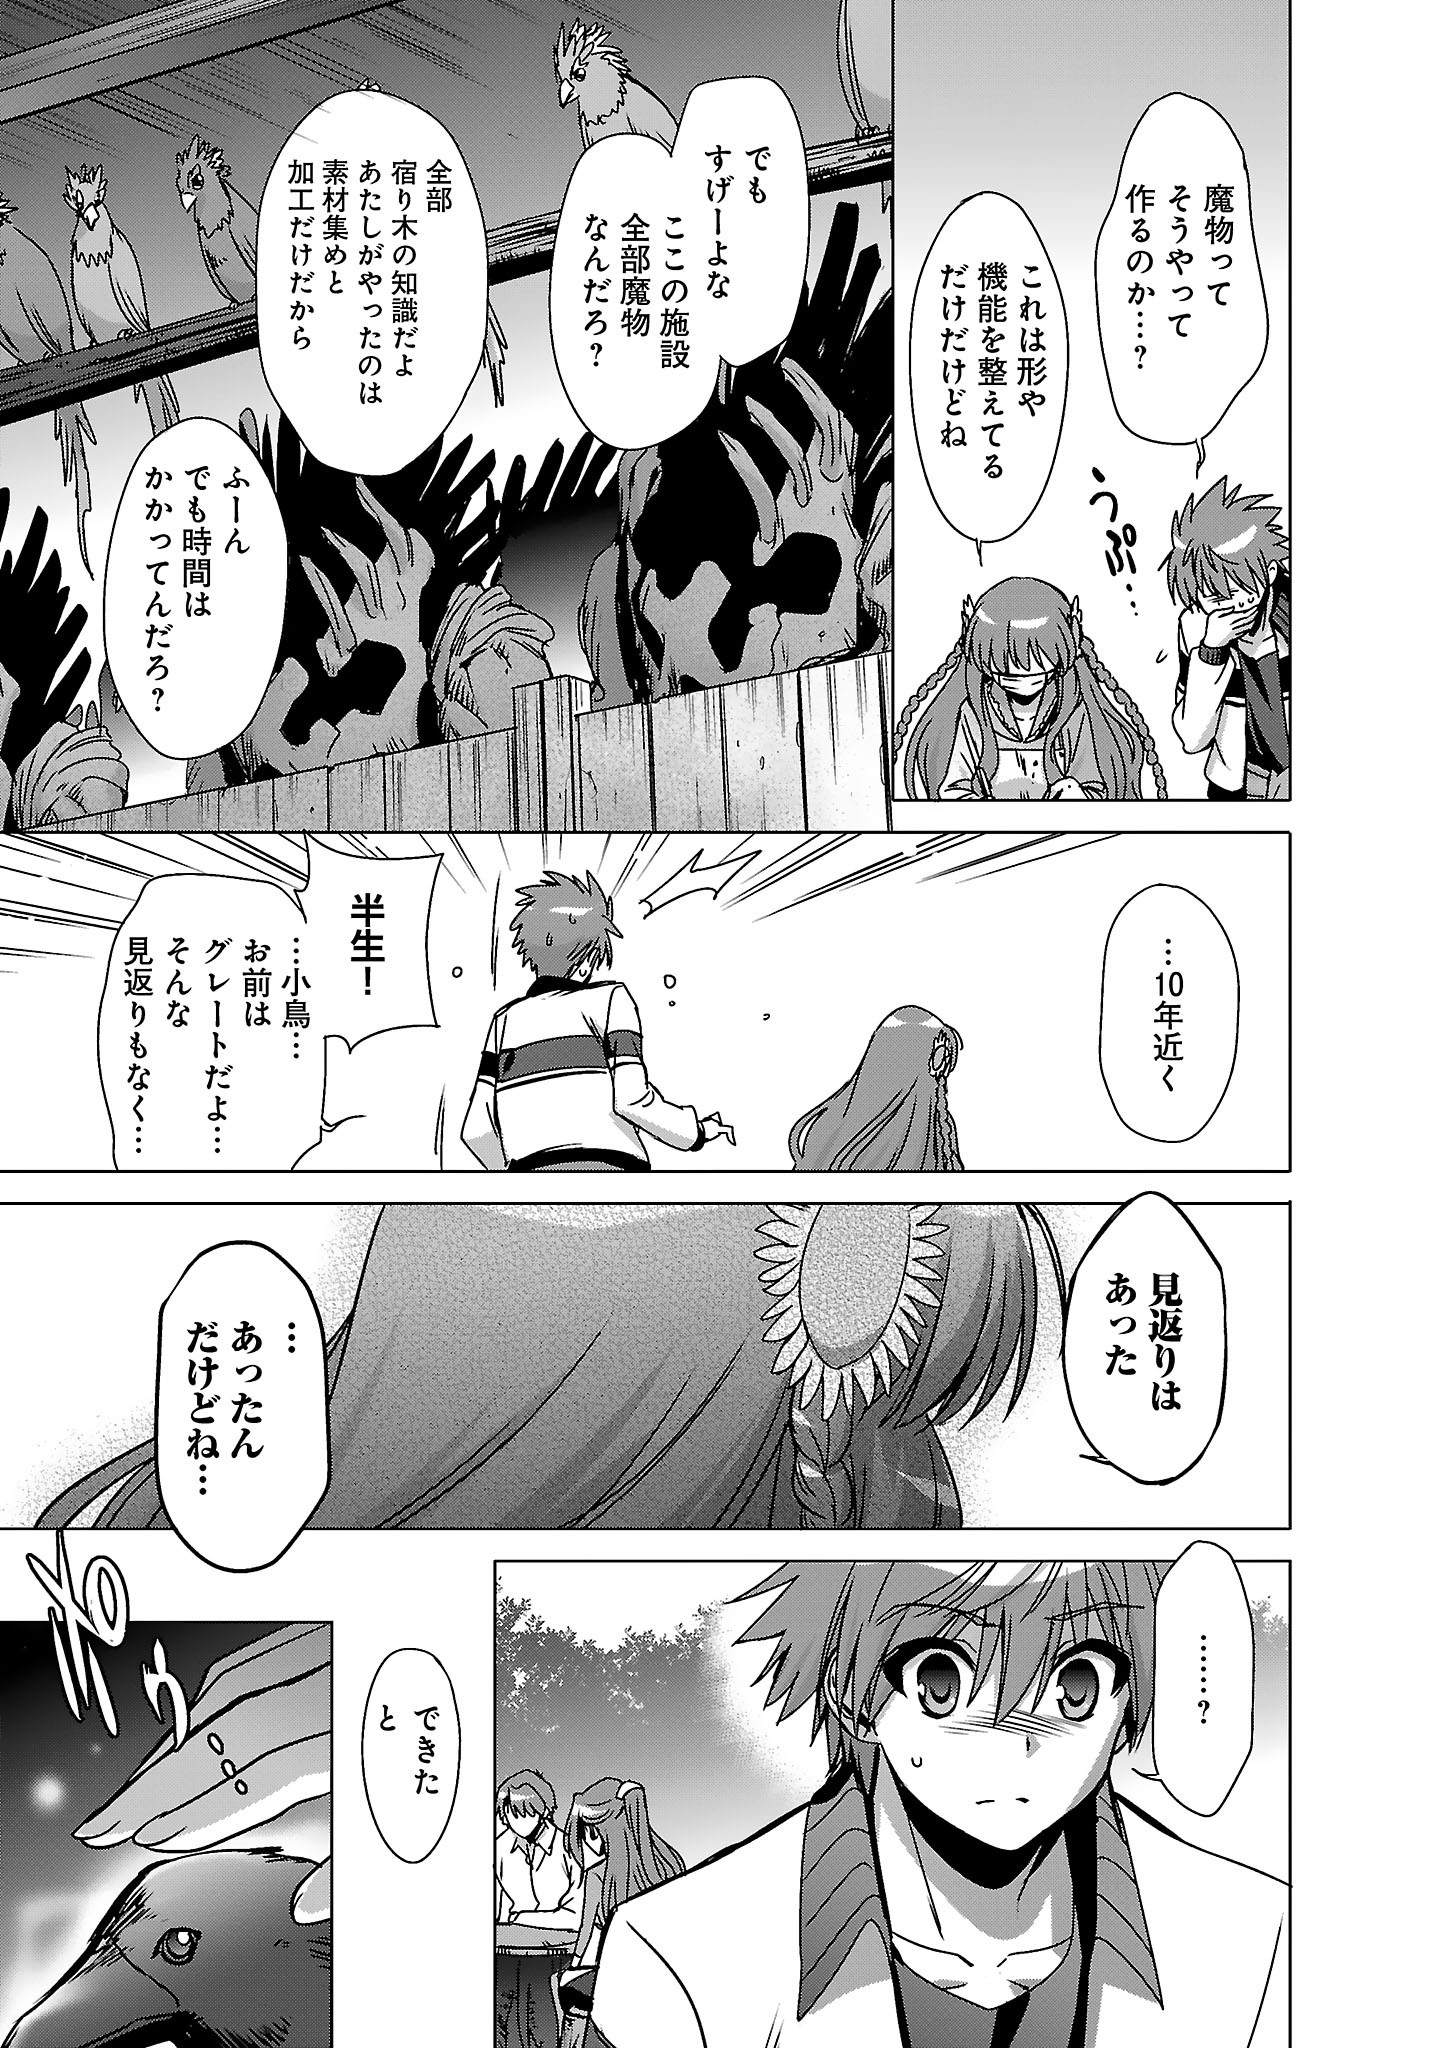 魔物って
そうやって
作るのか…?
これは形や
機能を整えてる
だけだけどね
うぷ…
でも
すげーよな
ここの施設
全部魔物
なんだろ?
全部
宿り木の知識だよ
あたしがやったのは
素材集めと
加工だけだから
ふーん
でも時間は
かかってんだろ?
…10年近く
半生!
…小鳥…
お前は
グレートだよ…
そんな
見返りもなく…
見返りは
あった
…
あったん
だけどね…
……?
できた
と